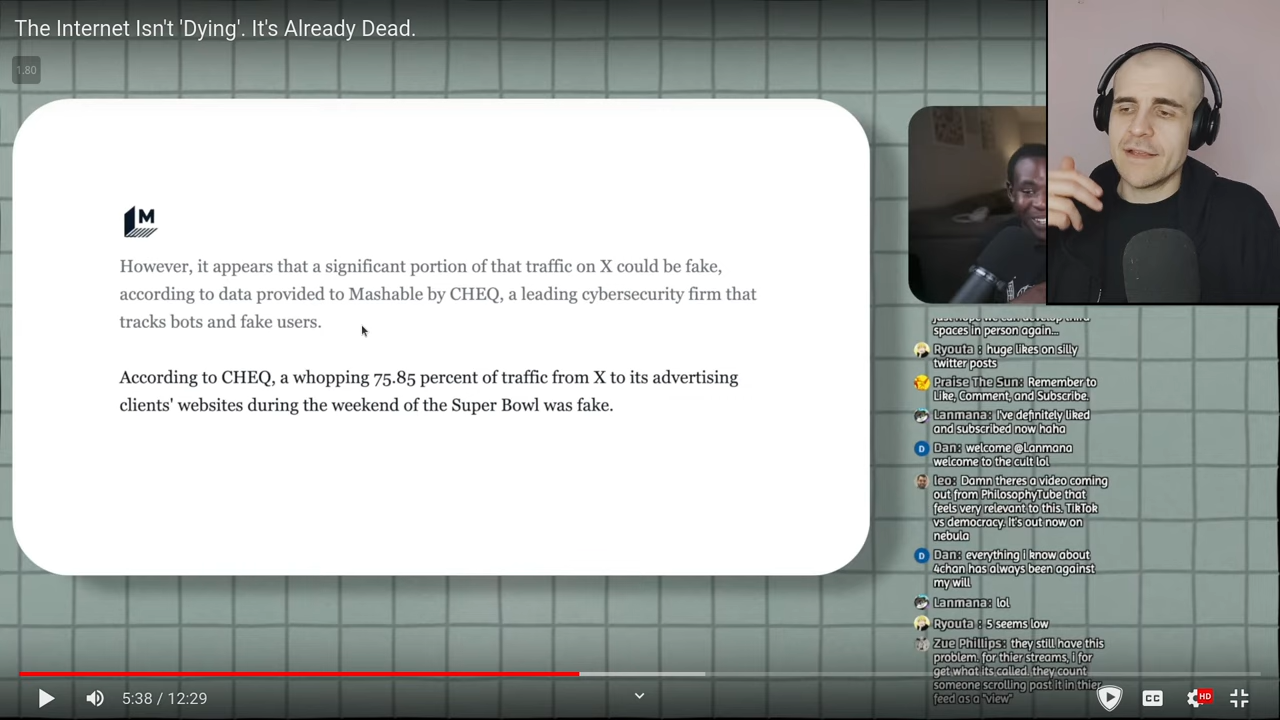 The Internet Isn't 'Dying'. It's Already Dead.
1.80
M
However, it appears that a significant portion of that traffic on X could be fake,
according to data provided to Mashable by CHEQ, a leading cybersecurity firm that
tracks bots and fake users.
According to CHEQ, a whopping 75.85 percent of traffic from X to its advertising
clients' websites during the weekend of the Super Bowl was fake.
just hope we can develop third
spaces in person again...
Ryouta : huge likes on silly
twitter posts
Praise The Sun: Remember to
Like, Comment, and Subscribe.
Lanmana: I've definitely liked
and subscribed now haha
D Dan: welcome @Lanmana
welcome to the cult lol
leo: Damn theres a video coming
out from PhilosophyTube that
feels very relevant to this. TikTok
vs democracy. It's out now on
nebula
D Dan: everything i know about
4chan has always been against
my will
Lanmana: lol
Ryouta : 5 seems low
Zue Phillips: they still have this
problem. for thier streams, i for
get what its called. they count
someone scrolling past it in thier
feed as a "view"
5:38 / 12:29
CC
HD